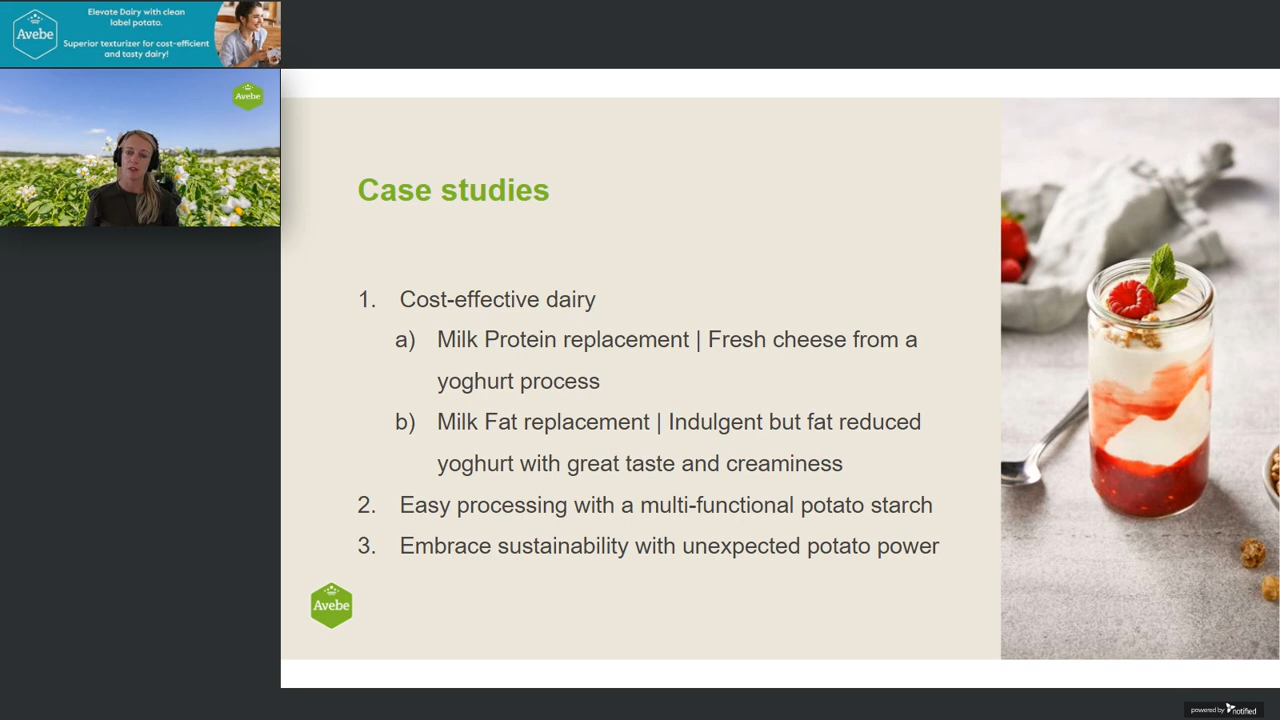 Elevate Dairy with clean
label potato.
Avebe
Superior texturizer for cost-efficient
and tasty dairy!
Avebe
Case studies
1. Cost-effective dairy
a) Milk Protein replacement | Fresh cheese from a
yoghurt process
b) Milk Fat replacement | Indulgent but fat reduced
yoghurt with great taste and creaminess
2. Easy processing with a multi-functional potato starch
3. Embrace sustainability with unexpected potato power
Avebe
powered by notified